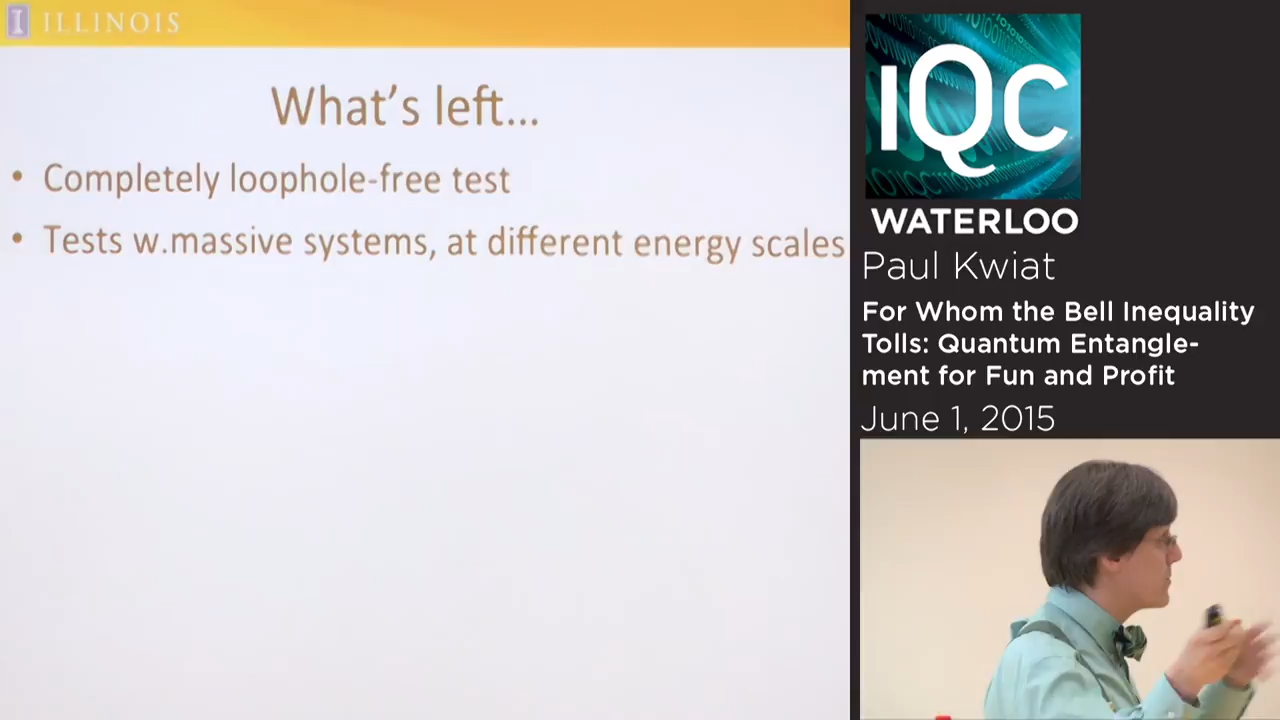 I ILLINOIS
What's left...
• Completely loophole-free test
• Tests w.massive systems, at different energy scales
IQC
WATERLOO
Paul Kwiat
For Whom the Bell Inequality
Tolls: Quantum Entangle-
ment for Fun and Profit
June 1, 2015